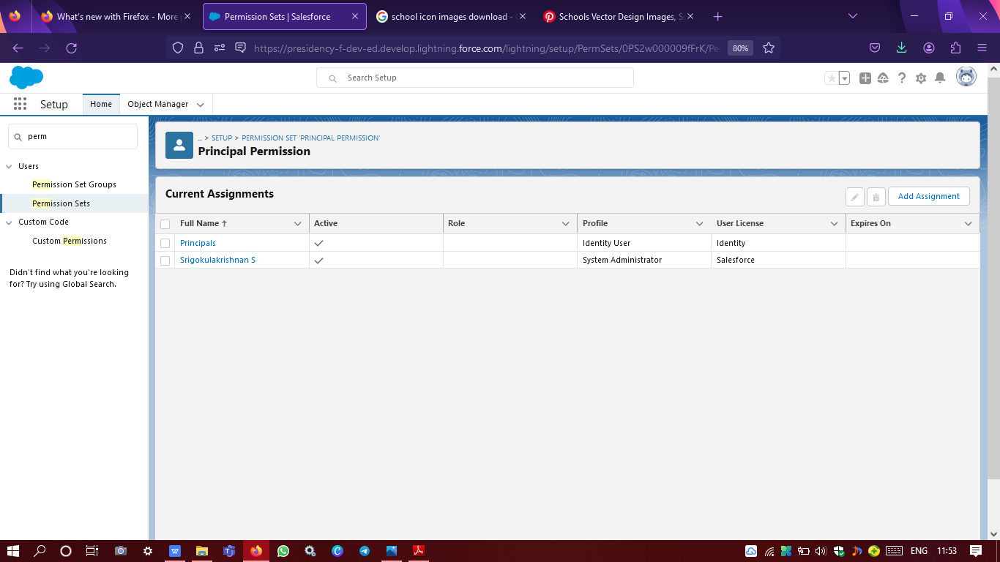 What's new with Firefox - More
Permission Sets | Salesforce
school icon images download -
Schools Vector Design Images,
https://presidency-f-dev-ed.develop.lightning.force.com/lightning/setup/PermSets/0PS2w000009fFrK/Pe
80%
Search Setup
Setup
Home
Object Manager
perm
Users
Permission Set Groups
Permission Sets
Custom Code
Custom Permissions
Didn't find what you're looking
for? Try using Global Search.
... > SETUP > PERMISSION SET 'PRINCIPAL PERMISSION'
Principal Permission
Current Assignments
Add Assignment
Full Name Active Role Profile User License Expires On
Principals Identity User Identity
Srigokulakrishnan S System Administrator Salesforce
ENG 11:53